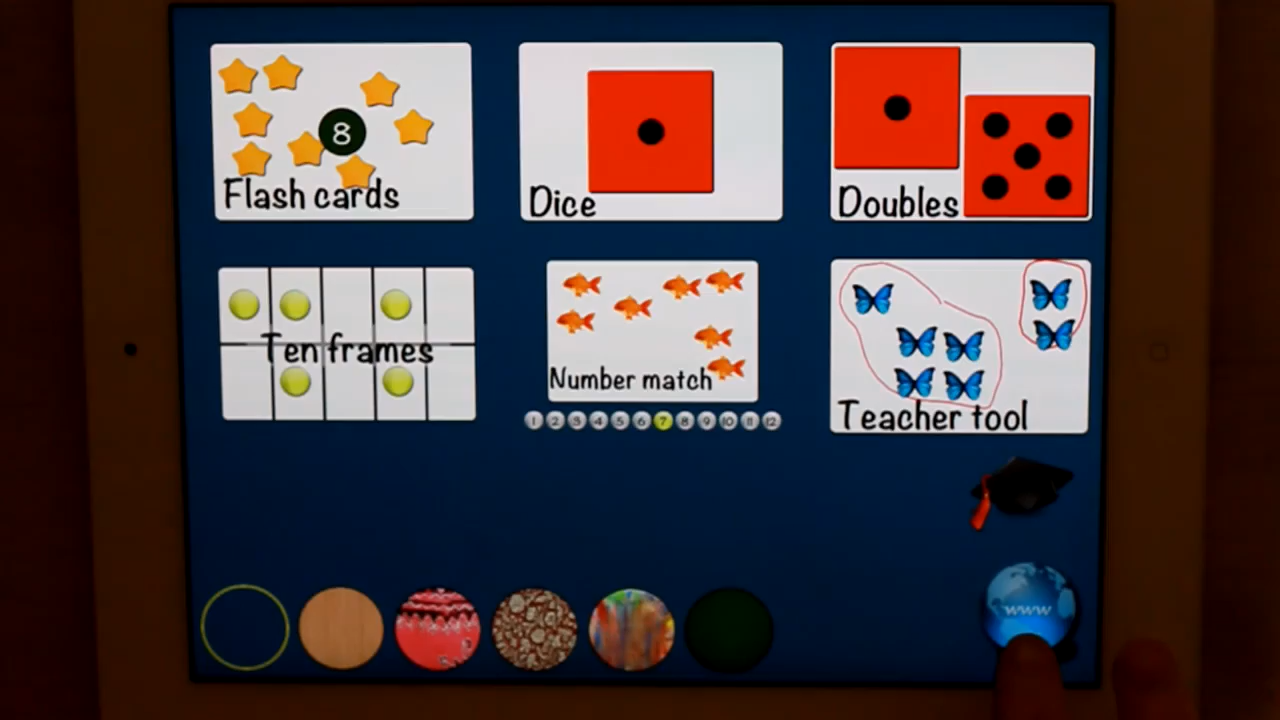 8
Flash cards
Dice
Doubles
Ten frames
Number match
1 2 3 4 5 6 7 8 9 10 11 12
Teacher tool
www